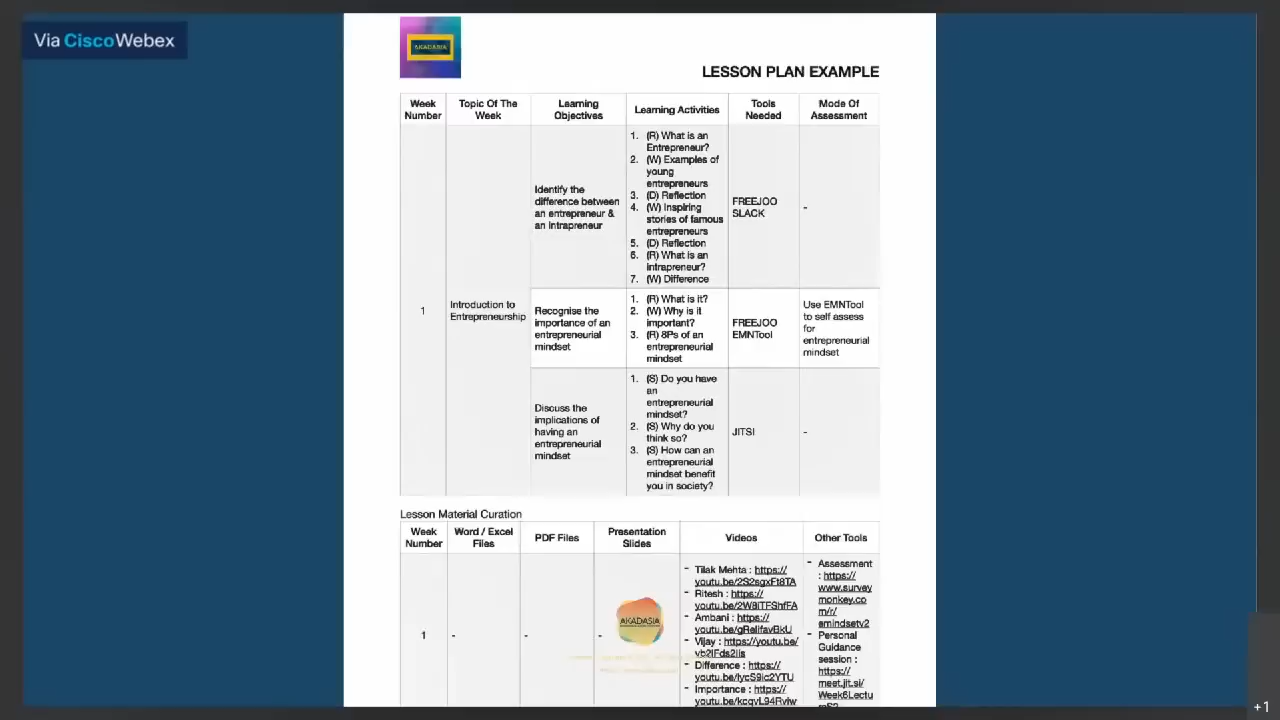 Via CiscoWebex
AKADASIA
LESSON PLAN EXAMPLE
Week Number
Topic Of The Week
Learning Objectives
Learning Activities
Tools Needed
Mode Of Assessment
1
Introduction to
Entrepreneurship
Identify the
difference between
an entrepreneur &
an intrapreneur
1. (R) What is an
Entrepreneur?
2. (W) Examples of
young
entrepreneurs
3. (D) Reflection
4. (W) Inspiring
stories of famous
entrepreneurs
5. (D) Reflection
6. (R) What is an
intrapreneur?
7. (W) Difference
FREEJOO
SLACK
-
Recognise the
importance of an
entrepreneurial
mindset
1. (R) What is it?
2. (W) Why is it
important?
3. (R) 8Ps of an
entrepreneurial
mindset
FREEJOO
EMNTool
Use EMNTool
to self assess
for
entrepreneurial
mindset
Discuss the
implications of
having an
entrepreneurial
mindset
1. (S) Do you have
an
entrepreneurial
mindset?
2. (S) Why do you
think so?
3. (S) How can an
entrepreneurial
mindset benefit
you in society?
JITSI
-
Lesson Material Curation
Week Number
Word / Excel Files
PDF Files
Presentation Slides
Videos
Other Tools
1
-
-
-
AKADASIA
- Tilak Mehta : https://
youtu.be/2S2sgxFt8TA
- Ritesh : https://
youtu.be/2W8iTFShfFA
- Ambani : https://
- Vijay : https://youtu.be/
- Difference : https://
youtu.be/lycS9ic2YTU
- Importance : https://
- Assessment
: https://
www.survey
monkey.co
m/r/
emindsetv2
- Personal
Guidance
session :
https://
meet.jit.si/
Week6Lectu
+1